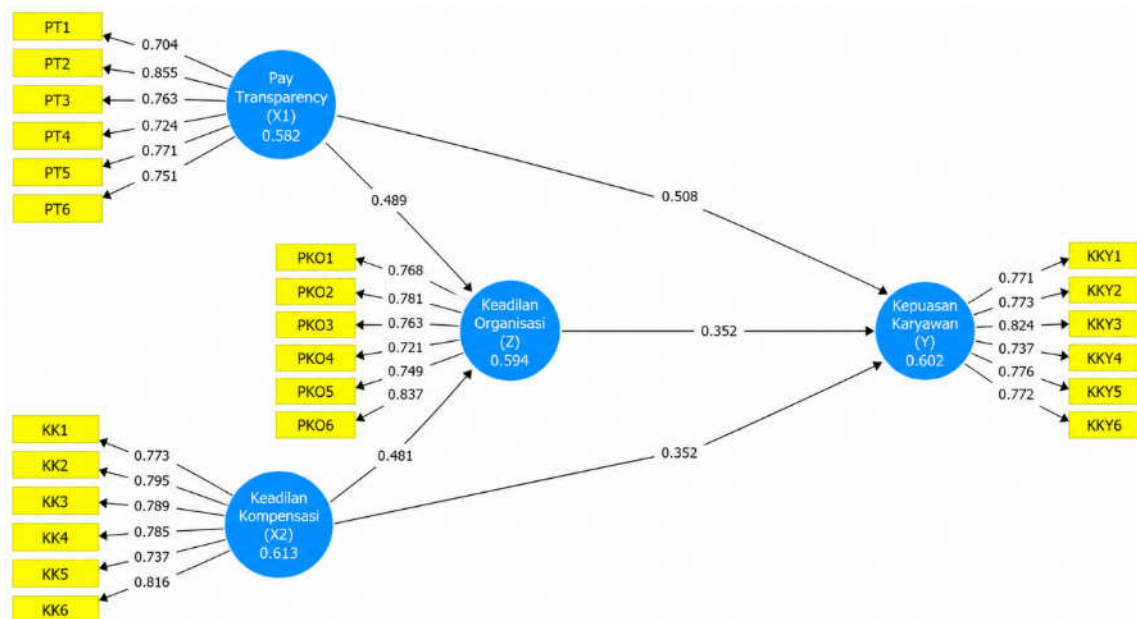 PT1
PT2
PT3
PT4
PT5
PT6
0.704
0.855
0.763
0.724
0.771
0.751
Pay
Transparency
(X1)
0.582
0.489
0.508
PKO1
PKO2
PKO3
PKO4
PKO5
PKO6
0.768
0.781
0.763
0.721
0.749
0.837
Keadilan
Organisasi
(Z)
0.594
0.352
Kepuasan
Karyawan
(Y)
0.602
0.771
0.773
0.824
0.737
0.776
0.772
KKY1
KKY2
KKY3
KKY4
KKY5
KKY6
KK1
KK2
KK3
KK4
KK5
KK6
0.773
0.795
0.789
0.785
0.737
0.816
Keadilan
Kompensasi
(X2)
0.613
0.481
0.352